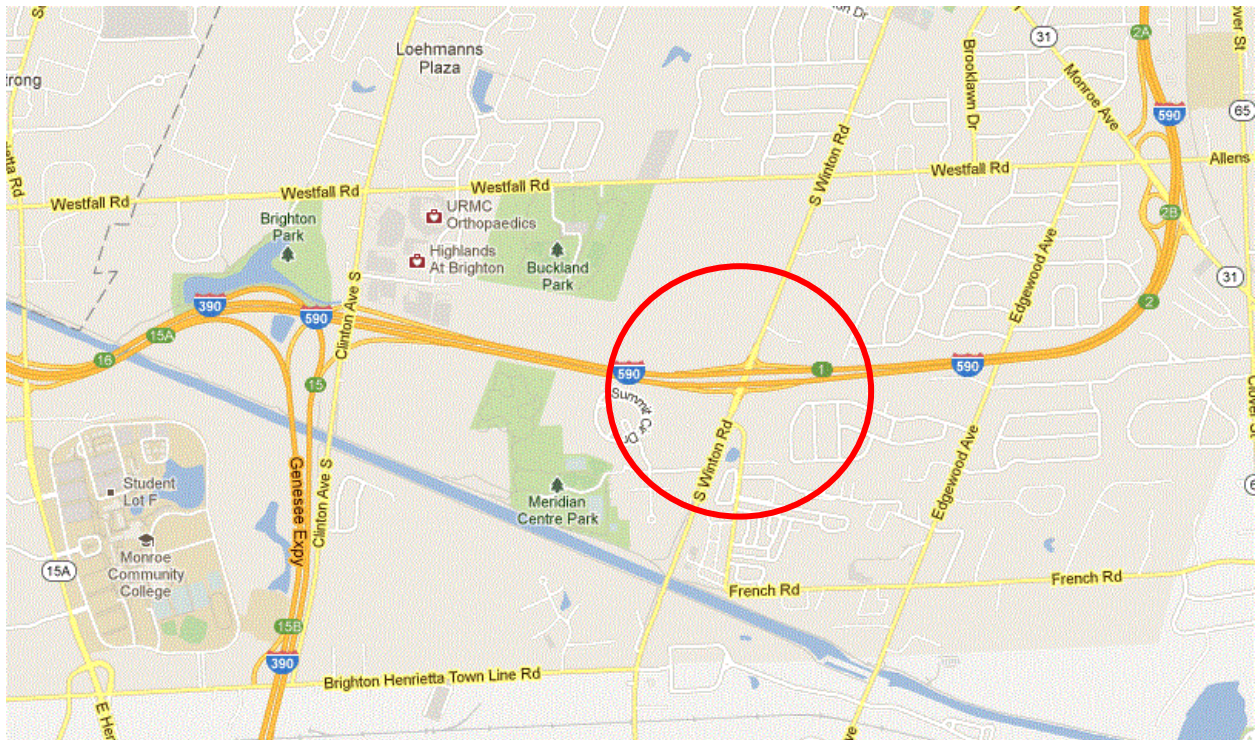 Loehmanns
Plaza
31
2A
Monroe Ave
590
65
Brooklawn Dr
Allens
S Winton Rd
Westfall Rd
Westfall Rd
Westfall Rd
Westfall Rd
URMC
Orthopaedics
Brighton
Park
Highlands
At Brighton
Buckland
Park
2B
31
Edgewood Ave
2
390
590
15A
16
Clinton Ave S
590
1
590
15
Summit Cir Dr
S Winton Rd
Edgewood Ave
Genesee Expy
Clinton Ave S
Student
Lot F
Meridian
Centre Park
Monroe
Community
College
15A
French Rd
French Rd
15B
390
Brighton Henrietta Town Line Rd